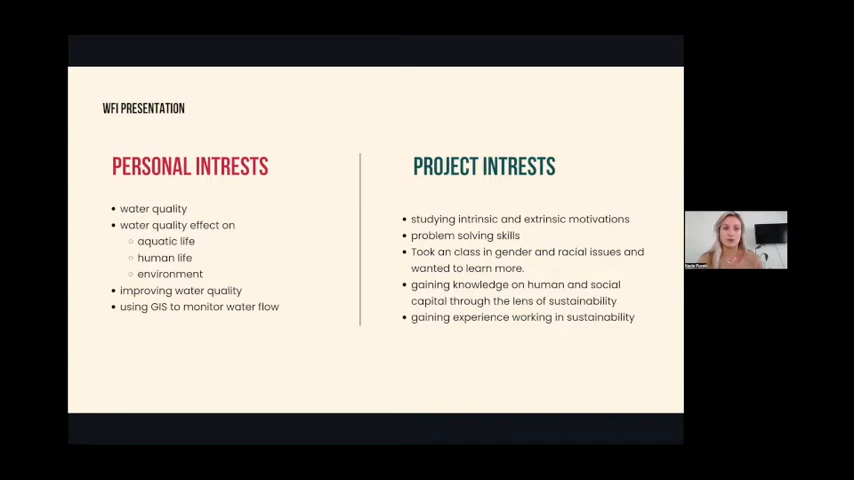 WFI PRESENTATION
PERSONAL INTRESTS
water quality
water quality effect on
aquatic life
human life
environment
improving water quality
using GIS to monitor water flow
PROJECT INTRESTS
studying intrinsic and extrinsic motivations
problem solving skills
Took an class in gender and racial issues and
wanted to learn more.
gaining knowledge on human and social
capital through the lens of sustainability
gaining experience working in sustainability